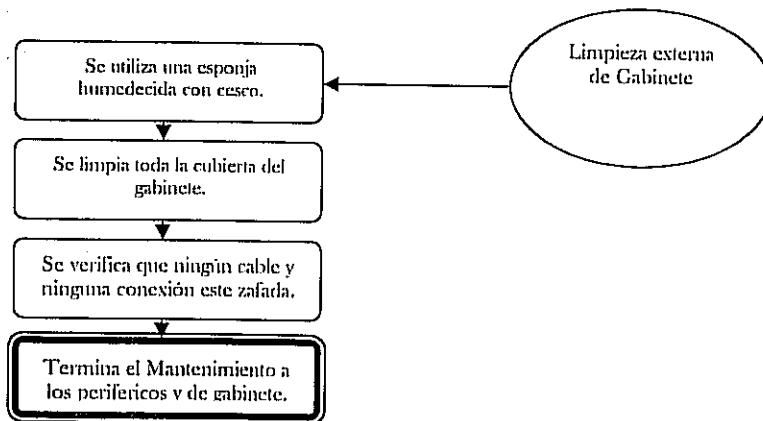 Limpieza externa
de Gabinete
Se utiliza una esponja
humedecida con cesco.
Se limpia toda la cubierta del
gabinete.
Se verifica que ningún cable y
ninguna conexión este zafada.
Termina el Mantenimiento a
los perifericos y de gabinete.